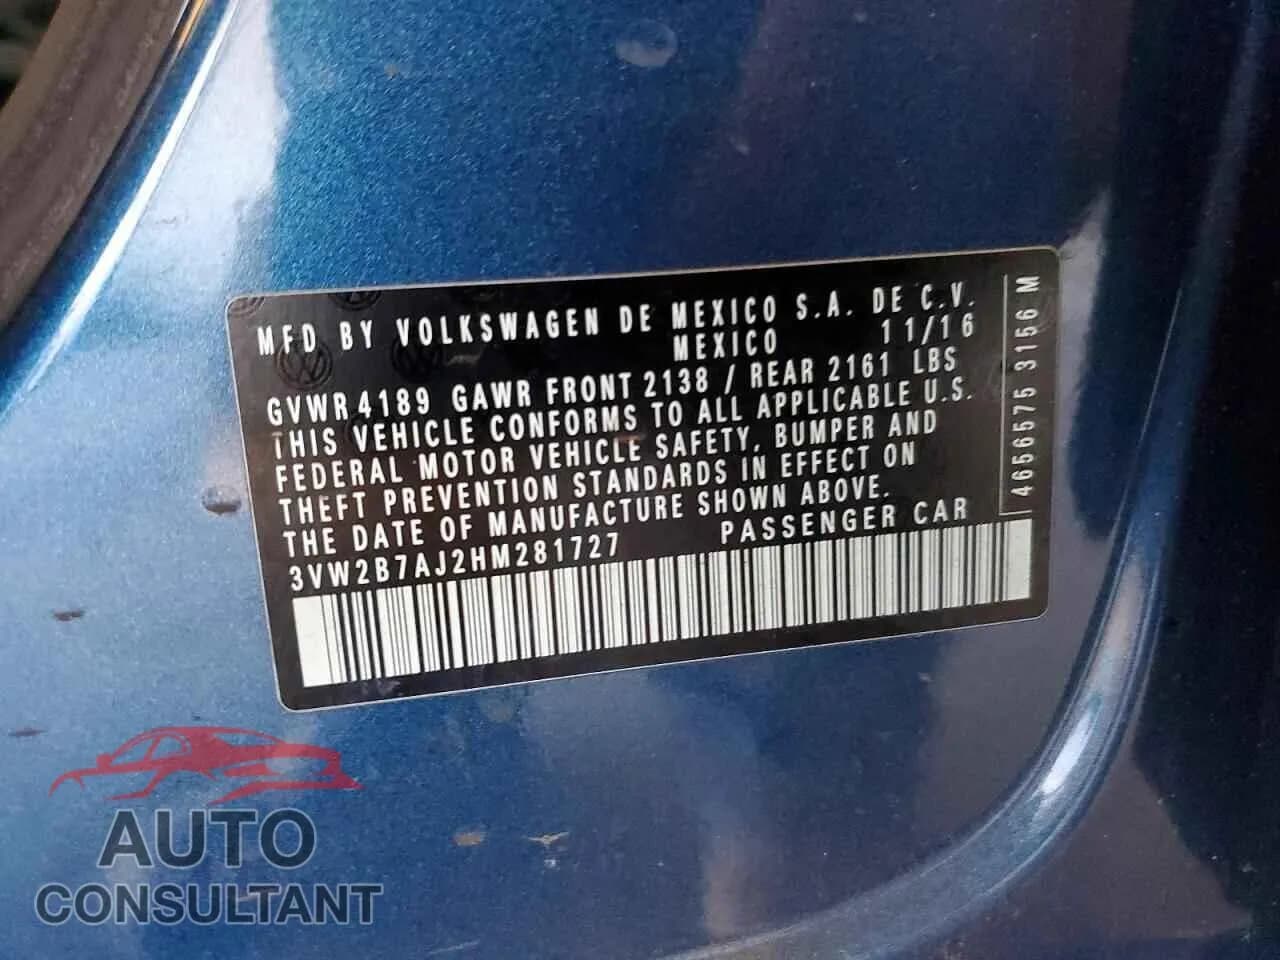 MFD BY VOLKSWAGEN DE MEXICO S.A. DE C.V.
MEXICO 11/16
GVWR 4189 GAWR FRONT 2138 / REAR 2161 LBS
THIS VEHICLE CONFORMS TO ALL APPLICABLE U.S.
FEDERAL MOTOR VEHICLE SAFETY, BUMPER AND
THEFT PREVENTION STANDARDS IN EFFECT ON
THE DATE OF MANUFACTURE SHOWN ABOVE.
3VW2B7AJ2HM281727 PASSENGER CAR
4656575 3156 M
AUTO
CONSULTANT